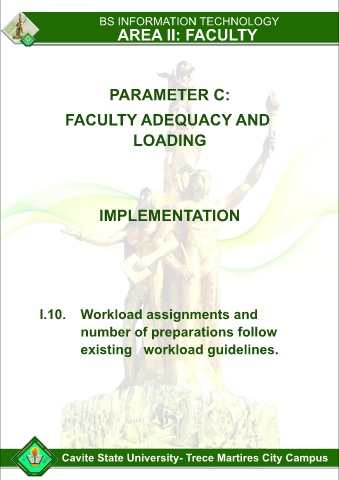 BS INFORMATION TECHNOLOGY
AREA II: FACULTY
PARAMETER C:
FACULTY ADEQUACY AND
LOADING
IMPLEMENTATION
I.10. Workload assignments and
number of preparations follow
existing workload guidelines.
Cavite State University- Trece Martires City Campus